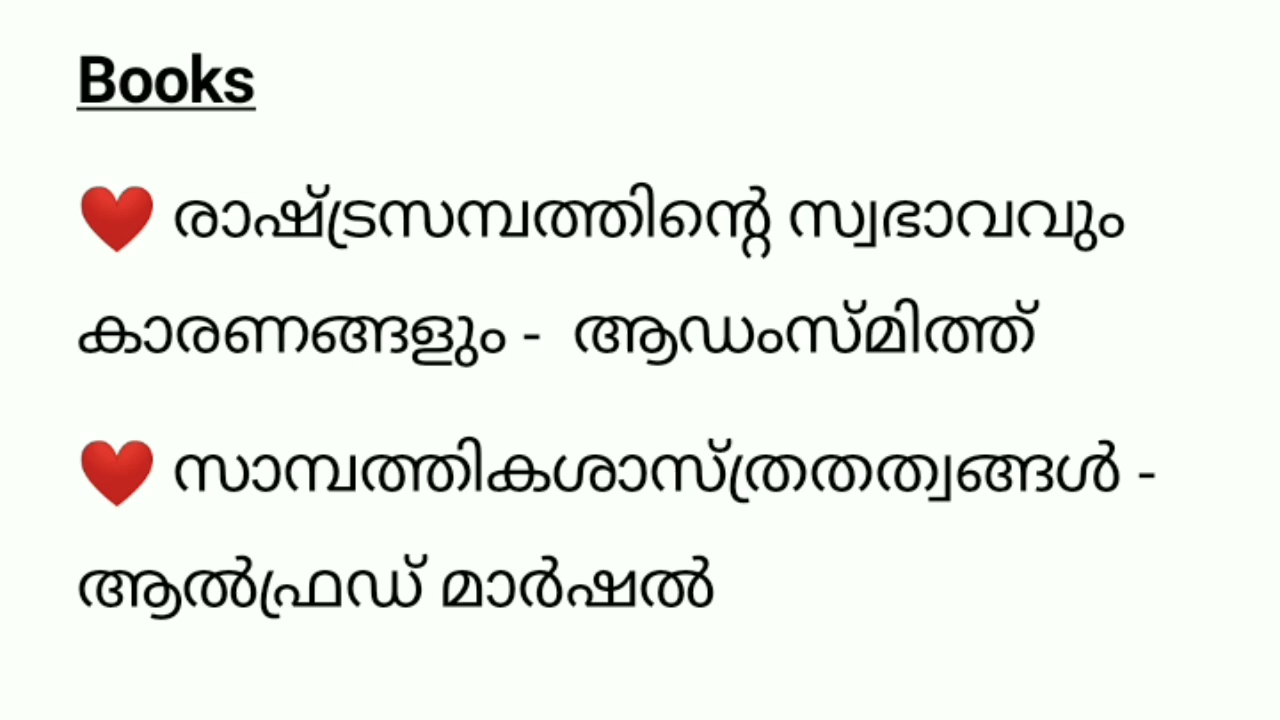 Books
❤️ രാഷ്ട്രസമ്പത്തിന്റെ സ്വഭാവവും
കാരണങ്ങളും - ആഡംസ്മിത്ത്
❤️ സാമ്പത്തികശാസ്ത്രതത്വങ്ങൾ -
ആൽഫ്രഡ് മാർഷൽ